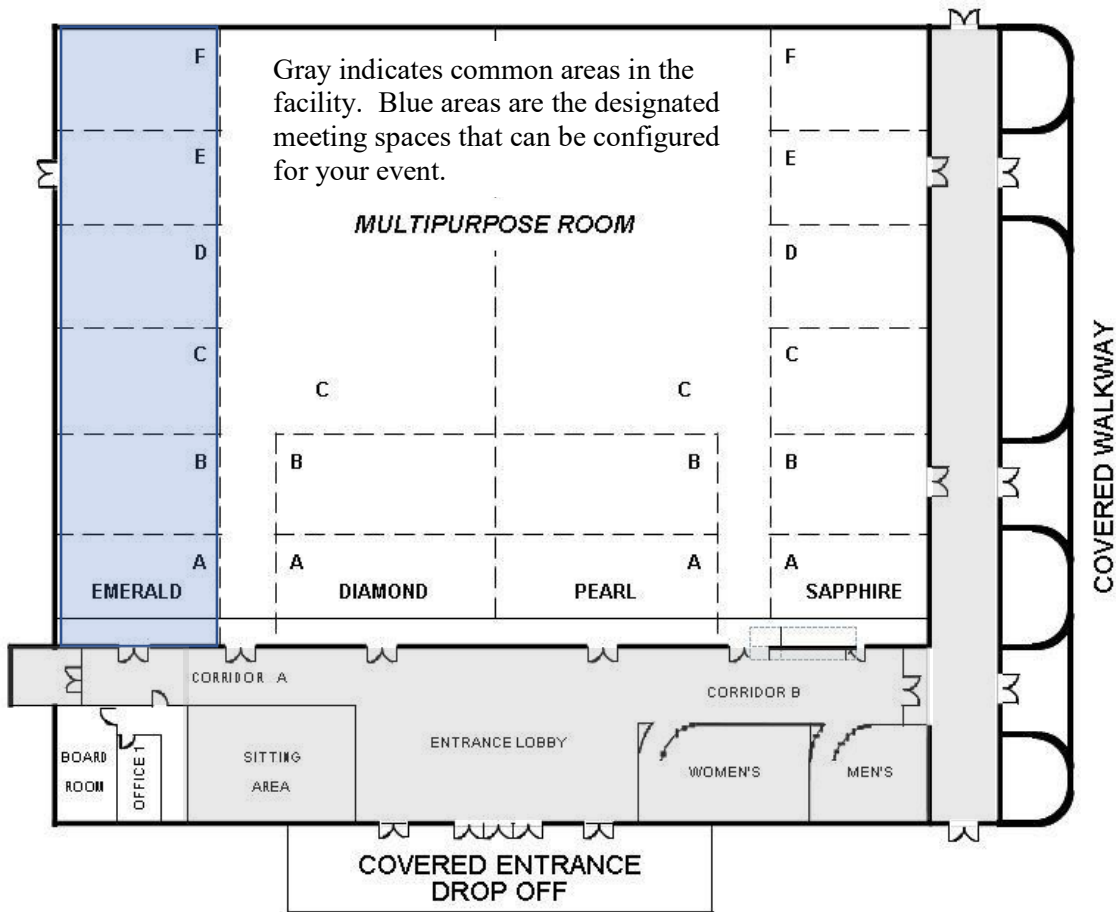 F
F
Gray indicates common areas in the
facility. Blue areas are the designated
meeting spaces that can be configured
for your event.
E
E
MULTIPURPOSE ROOM
D
D
C
C
C
C
B
B
B
B
A
A
A
A
EMERALD
DIAMOND
PEARL
SAPPHIRE
COVERED WALKWAY
CORRIDOR A
CORRIDOR B
ENTRANCE LOBBY
BOARD
ROOM
OFFICE 1
SITTING
AREA
WOMEN'S
MEN'S
COVERED ENTRANCE
DROP OFF